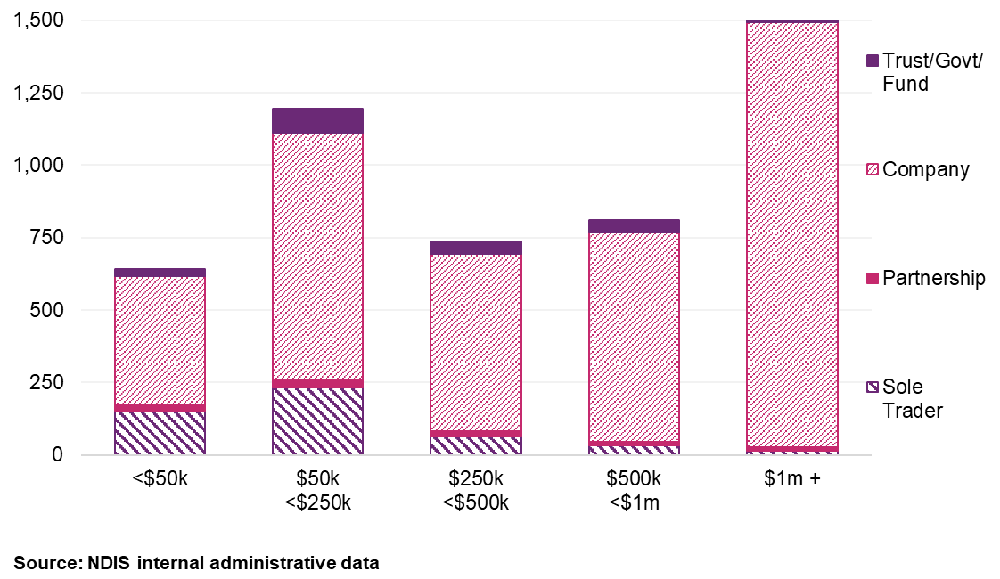 1,500
1,250
1,000
750
500
250
0
<$50k
$50k
<$250k
$250k
<$500k
$500k
<$1m
$1m +
Trust/Govt/
Fund
Company
Partnership
Sole
Trader
Source: NDIS internal administrative data